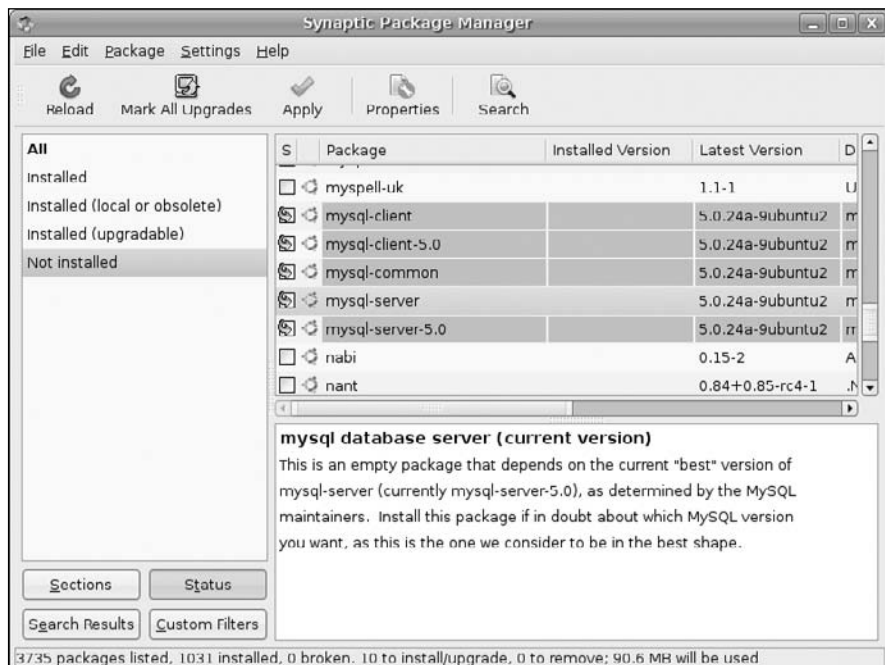 Synaptic Package Manager
File Edit Package Settings Help
Reload Mark All Upgrades Apply Properties Search
All
Installed
Installed (local or obsolete)
Installed (upgradable)
Not installed
S Package Installed Version Latest Version D
myspell-uk 1.1-1 U
mysql-client 5.0.24a-9ubuntu2 m
mysql-client-5.0 5.0.24a-9ubuntu2 m
mysql-common 5.0.24a-9ubuntu2 m
mysql-server 5.0.24a-9ubuntu2 m
mysql-server-5.0 5.0.24a-9ubuntu2 m
nabi 0.15-2 A
nant 0.84+0.85-rc4-1 .N
mysql database server (current version)
This is an empty package that depends on the current "best" version of
mysql-server (currently mysql-server-5.0), as determined by the MySQL
maintainers. Install this package if in doubt about which MySQL version
you want, as this is the one we consider to be in the best shape.
Sections Status
Search Results Custom Filters
3735 packages listed, 1031 installed, 0 broken. 10 to install/upgrade, 0 to remove; 90.6 MB will be used